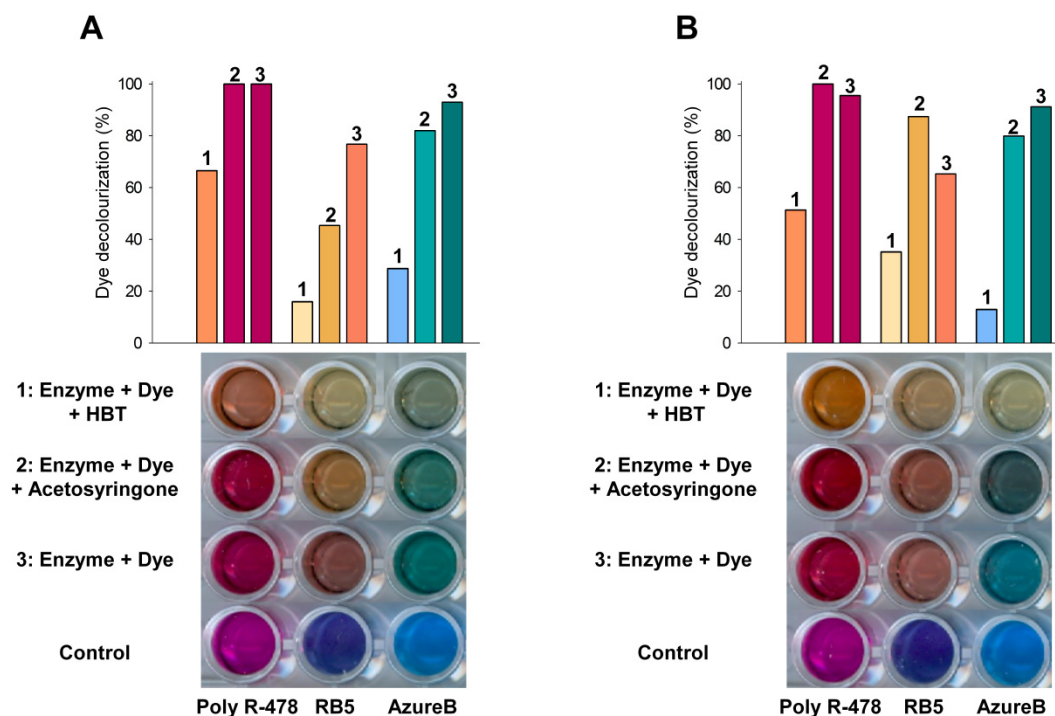 A
Dye decolourization (%)
100
80
60
40
20
0
1
2
3
1
2
3
1
2
3
1: Enzyme + Dye
+ HBT
2: Enzyme + Dye
+ Acetosyringone
3: Enzyme + Dye
Control
Poly R-478 RB5 AzureB
B
Dye decolourization (%)
100
80
60
40
20
0
1
2
3
1
2
3
1
2
3
1: Enzyme + Dye
+ HBT
2: Enzyme + Dye
+ Acetosyringone
3: Enzyme + Dye
Control
Poly R-478 RB5 AzureB